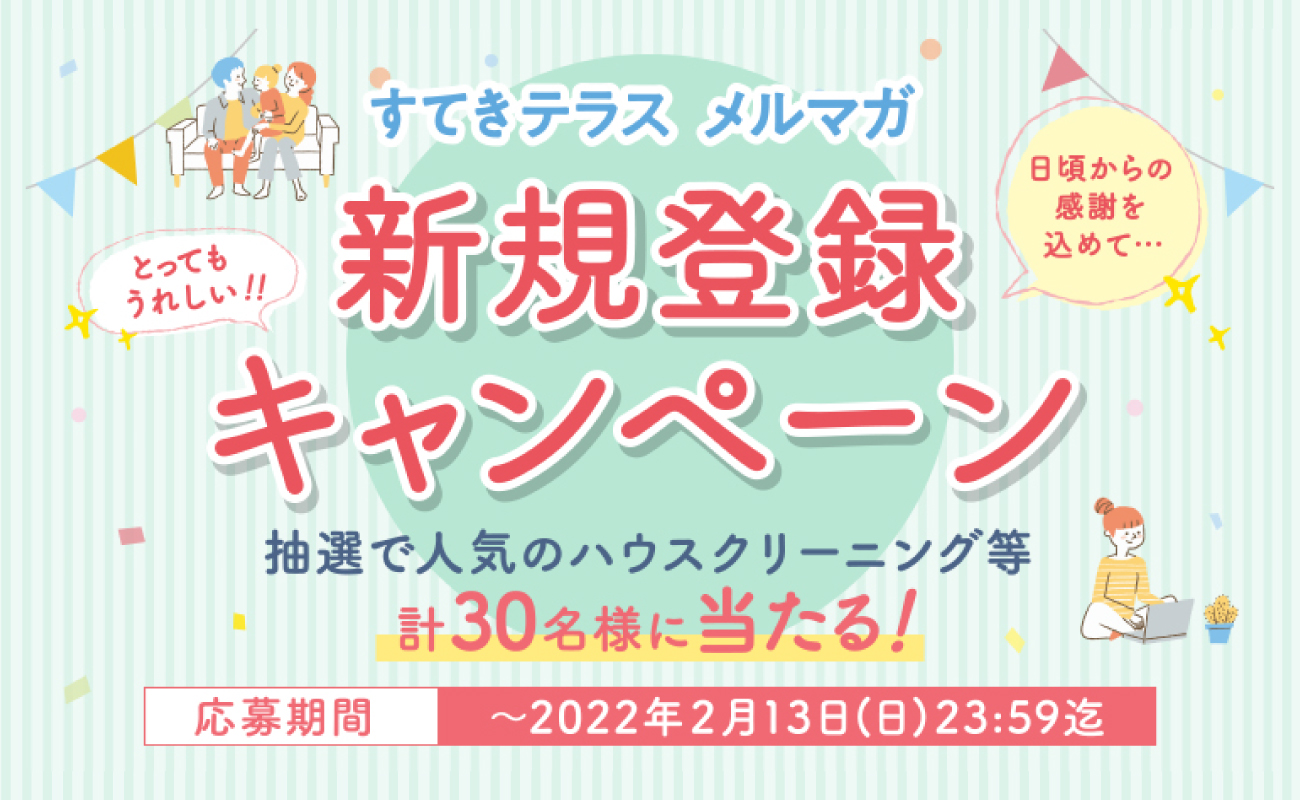 すてきテラス メルマガ
新規登録
キャンペーン
日頃からの
感謝を
込めて…
とっても
うれしい!!
抽選で人気のハウスクリーニング等
計30名様に当たる!
応募期間
～2022年2月13日(日)23:59迄